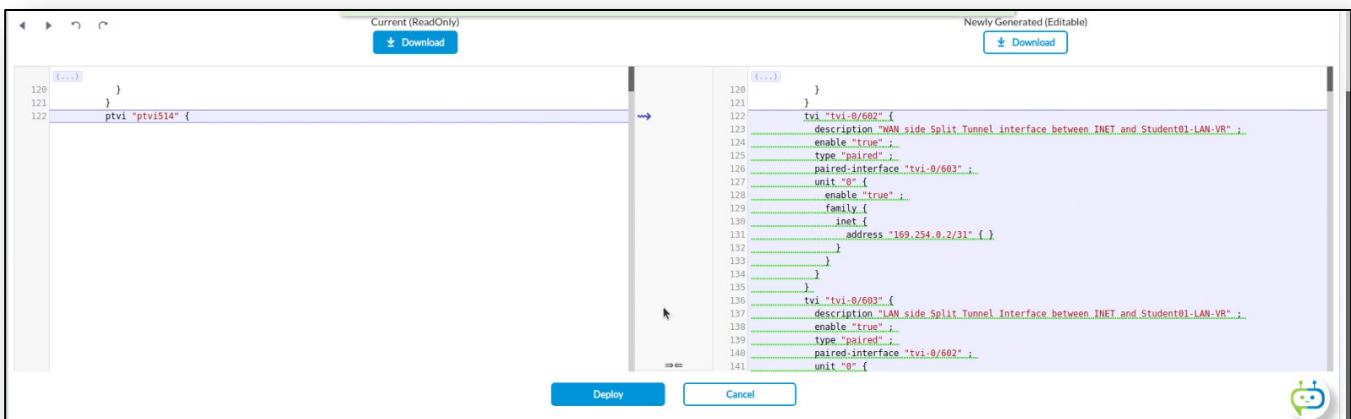 Current (ReadOnly)
Download
Newly Generated (Editable)
Download
{...}
120 }
121 }
122 ptvi "ptvi514" {
{...}
120 }
121 }
122 tvi "tvi-0/602" {
123 description "WAN side Split Tunnel interface between INET and Student01-LAN-VR" ;
124 enable "true" ;
125 type "paired" ;
126 paired-interface "tvi-0/603" ;
127 unit "0" {
128 enable "true" ;
129 family {
130 inet {
131 address "169.254.0.2/31" { }
132 }
133 }
134 }
135 }
136 tvi "tvi-0/603" {
137 description "LAN side Split Tunnel Interface between INET and Student01-LAN-VR" ;
138 enable "true" ;
139 type "paired" ;
140 paired-interface "tvi-0/602" ;
141 unit "0" {
Deploy
Cancel